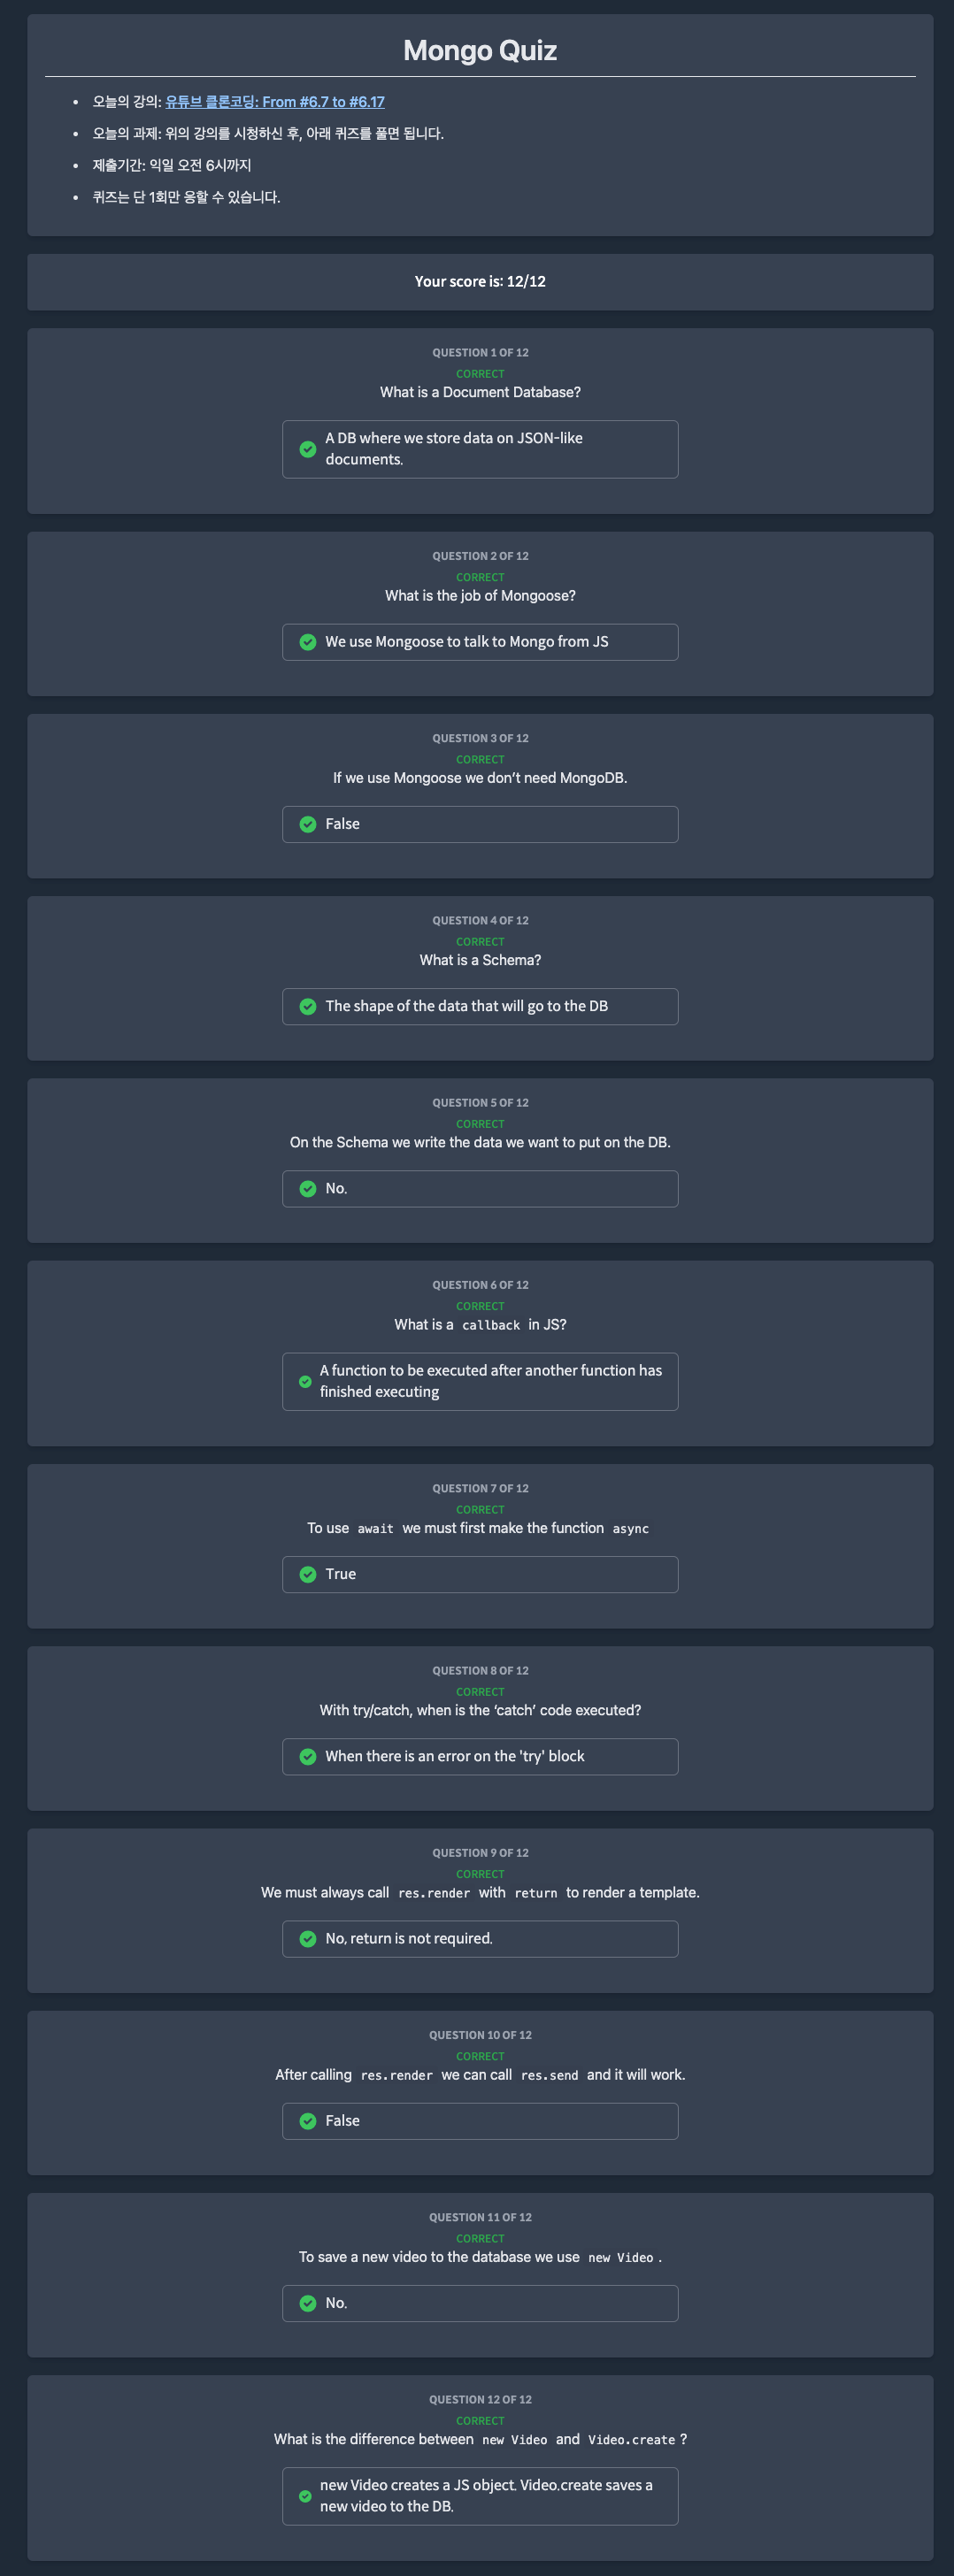 Mongo Quiz
오늘의 강의: 유튜브 클론코딩: From #6.7 to #6.17
오늘의 과제: 위의 강의를 시청하신 후, 아래 퀴즈를 풀면 됩니다.
제출기간: 익일 오전 6시까지
퀴즈는 단 1회만 응할 수 있습니다.
Your score is: 12/12
QUESTION 1 OF 12
CORRECT
What is a Document Database?
A DB where we store data on JSON-like
documents.
QUESTION 2 OF 12
CORRECT
What is the job of Mongoose?
We use Mongoose to talk to Mongo from JS
QUESTION 3 OF 12
CORRECT
If we use Mongoose we don’t need MongoDB.
False
QUESTION 4 OF 12
CORRECT
What is a Schema?
The shape of the data that will go to the DB
QUESTION 5 OF 12
CORRECT
On the Schema we write the data we want to put on the DB.
No.
QUESTION 6 OF 12
CORRECT
What is a callback in JS?
A function to be executed after another function has
finished executing
QUESTION 7 OF 12
CORRECT
To use await we must first make the function async
True
QUESTION 8 OF 12
CORRECT
With try/catch, when is the ‘catch’ code executed?
When there is an error on the 'try' block
QUESTION 9 OF 12
CORRECT
We must always call res.render with return to render a template.
No, return is not required.
QUESTION 10 OF 12
CORRECT
After calling res.render we can call res.send and it will work.
False
QUESTION 11 OF 12
CORRECT
To save a new video to the database we use new Video.
No.
QUESTION 12 OF 12
CORRECT
What is the difference between new Video and Video.create?
new Video creates a JS object. Video.create saves a
new video to the DB.